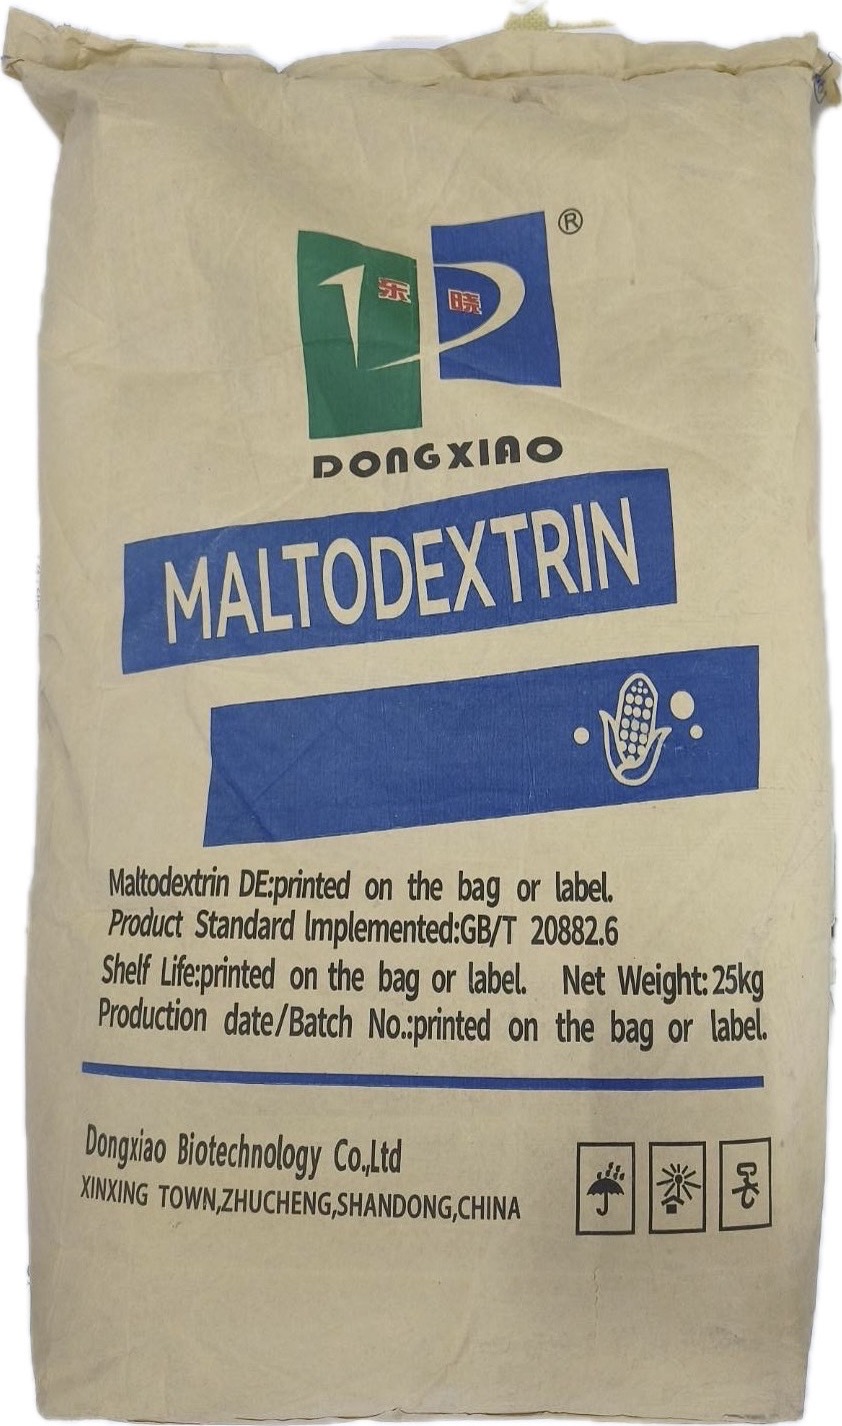 ®
东 晓
DONGXIAO
MALTODEXTRIN
Maltodextrin DE:printed on the bag or label.
Product Standard lmplemented:GB/T 20882.6
Shelf Life:printed on the bag or label. Net Weight:25kg
Production date/Batch No.:printed on the bag or label.
Dongxiao Biotechnology Co.,Ltd
XINXING TOWN,ZHUCHENG,SHANDONG,CHINA